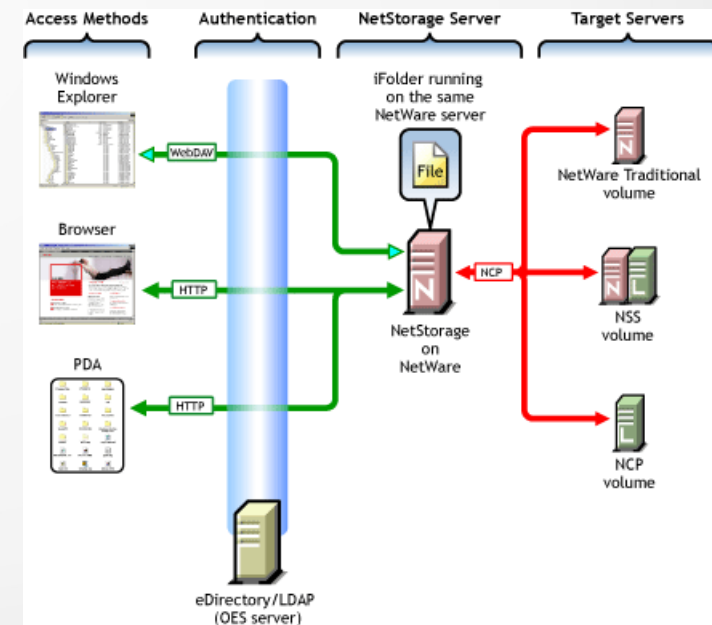 Access Methods
Authentication
NetStorage Server
Target Servers
Windows
Explorer
WebDAV
Browser
HTTP
PDA
HTTP
eDirectory/LDAP
(OES server)
iFolder running
on the same
NetWare server
File
N
NetStorage
on
NetWare
NCP
N
NetWare Traditional
volume
N
L
NSS
volume
L
NCP
volume